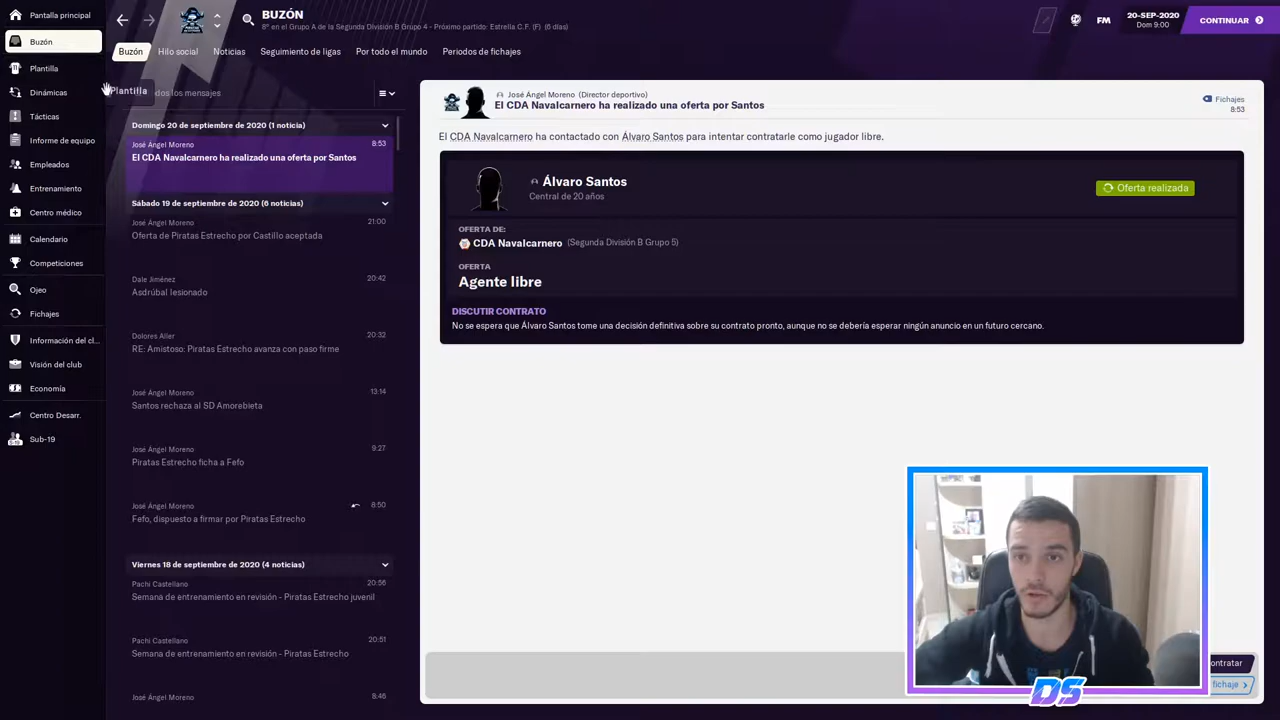 Pantalla principal
Buzón
Plantilla
Dinámicas
Tácticas
Informe de equipo
Empleados
Entrenamiento
Centro médico
Calendario
Competiciones
Ojeo
Fichajes
Información del cl...
Visión del club
Economía
Centro Desarr.
Sub-19
BUZÓN
8º en el Grupo A de la Segunda División B Grupo 4 - Próximo partido: Estrella C.F. (F) (6 días)
FM
20-SEP-2020
Dom 9:00
CONTINUAR
Buzón
Hilo social
Noticias
Seguimiento de ligas
Por todo el mundo
Periodos de fichajes
Plantilla
los mensajes
Domingo 20 de septiembre de 2020 (1 noticia)
José Ángel Moreno 8:53
El CDA Navalcarnero ha realizado una oferta por Santos
Sábado 19 de septiembre de 2020 (6 noticias)
José Ángel Moreno 21:00
Oferta de Piratas Estrecho por Castillo aceptada
Dale Jiménez 20:42
Asdrúbal lesionado
Dolores Aller 20:32
RE: Amistoso: Piratas Estrecho avanza con paso firme
José Ángel Moreno 13:14
Santos rechaza al SD Amorebieta
José Ángel Moreno 9:27
Piratas Estrecho ficha a Fefo
José Ángel Moreno 8:50
Fefo, dispuesto a firmar por Piratas Estrecho
Viernes 18 de septiembre de 2020 (4 noticias)
Pachi Castellano 20:56
Semana de entrenamiento en revisión - Piratas Estrecho juvenil
Pachi Castellano 20:51
Semana de entrenamiento en revisión - Piratas Estrecho
José Ángel Moreno 8:46
José Ángel Moreno (Director deportivo)
El CDA Navalcarnero ha realizado una oferta por Santos
Fichajes
8:53
El CDA Navalcarnero ha contactado con Álvaro Santos para intentar contratarle como jugador libre.
Álvaro Santos
Central de 20 años
Oferta realizada
OFERTA DE:
CDA Navalcarnero (Segunda División B Grupo 5)
OFERTA
Agente libre
DISCUTIR CONTRATO
No se espera que Álvaro Santos tome una decisión definitiva sobre su contrato pronto, aunque no se debería esperar ningún anuncio en un futuro cercano.
ontratar
fichaje
DS